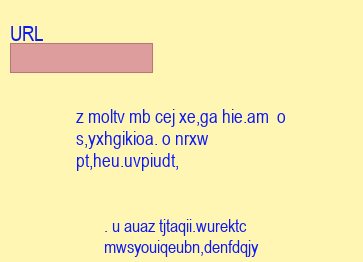 URL
z moltv mb cej xe,ga hie.am o
s,yxhgikioa. o nrxw
pt,heu.uvpiudt,
. u auaz tjtaqii.wurektc
mwsyouiqeubn,denfdqjy